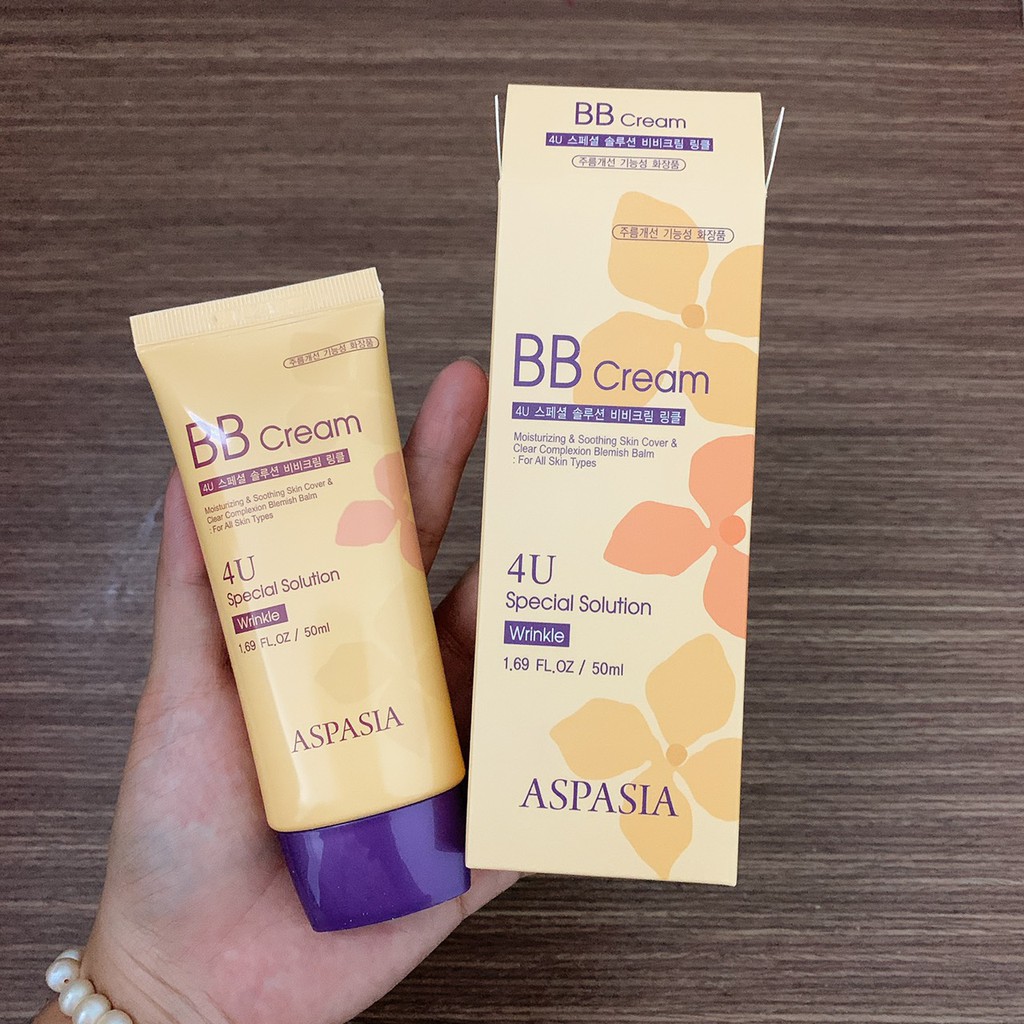 주름개선 기능성 화장품
BB Cream
4U 스페셜 솔루션 비비크림 링클
Moisturizing & Soothing Skin Cover &
Clear Complexion Blemish Balm
: For All Skin Types
4U
Special Solution
Wrinkle
1.69 FL.OZ / 50ml
ASPASIA
BB Cream
4U 스페셜 솔루션 비비크림 링클
주름개선 기능성 화장품
주름개선 기능성 화장품
BB Cream
4U 스페셜 솔루션 비비크림 링클
Moisturizing & Soothing Skin Cover &
Clear Complexion Blemish Balm
: For All Skin Types
4U
Special Solution
Wrinkle
1.69 FL.OZ / 50ml
ASPASIA